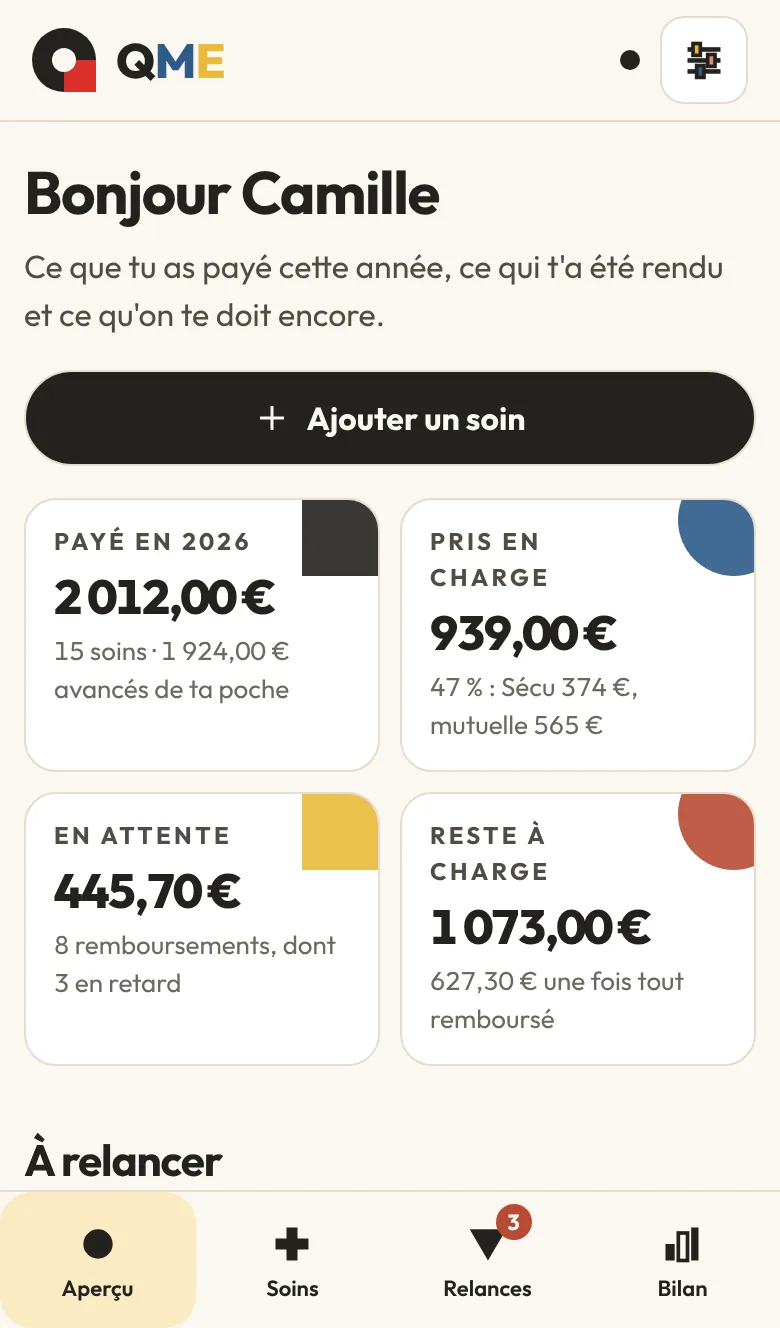 QME
Bonjour Camille
Ce que tu as payé cette année, ce qui t'a été rendu
et ce qu'on te doit encore.
+ Ajouter un soin
PAYÉ EN 2026
2 012,00 €
15 soins · 1 924,00 €
avancés de ta poche
PRIS EN
CHARGE
939,00 €
47 % : Sécu 374 €,
mutuelle 565 €
EN ATTENTE
445,70 €
8 remboursements, dont
3 en retard
RESTE À
CHARGE
1 073,00 €
627,30 € une fois tout
remboursé
À relancer
3
Aperçu
Soins
Relances
Bilan